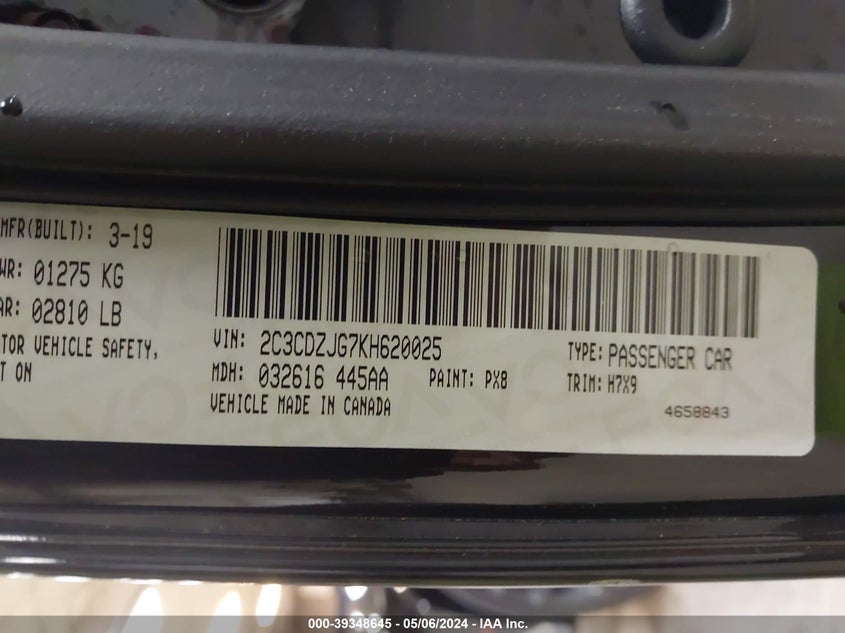 MFR(BUILT): 3-19
WR: 01275 KG
AR: 02810 LB
TOR VEHICLE SAFETY,
T ON
VIN: 2C3CDZJG7KH620025
TYPE: PASSENGER CAR
MDH: 032616 445AA
PAINT: PX8
TRIM: H7X9
VEHICLE MADE IN CANADA
4658843
000-39348645 - 05/06/2024 - IAA Inc.